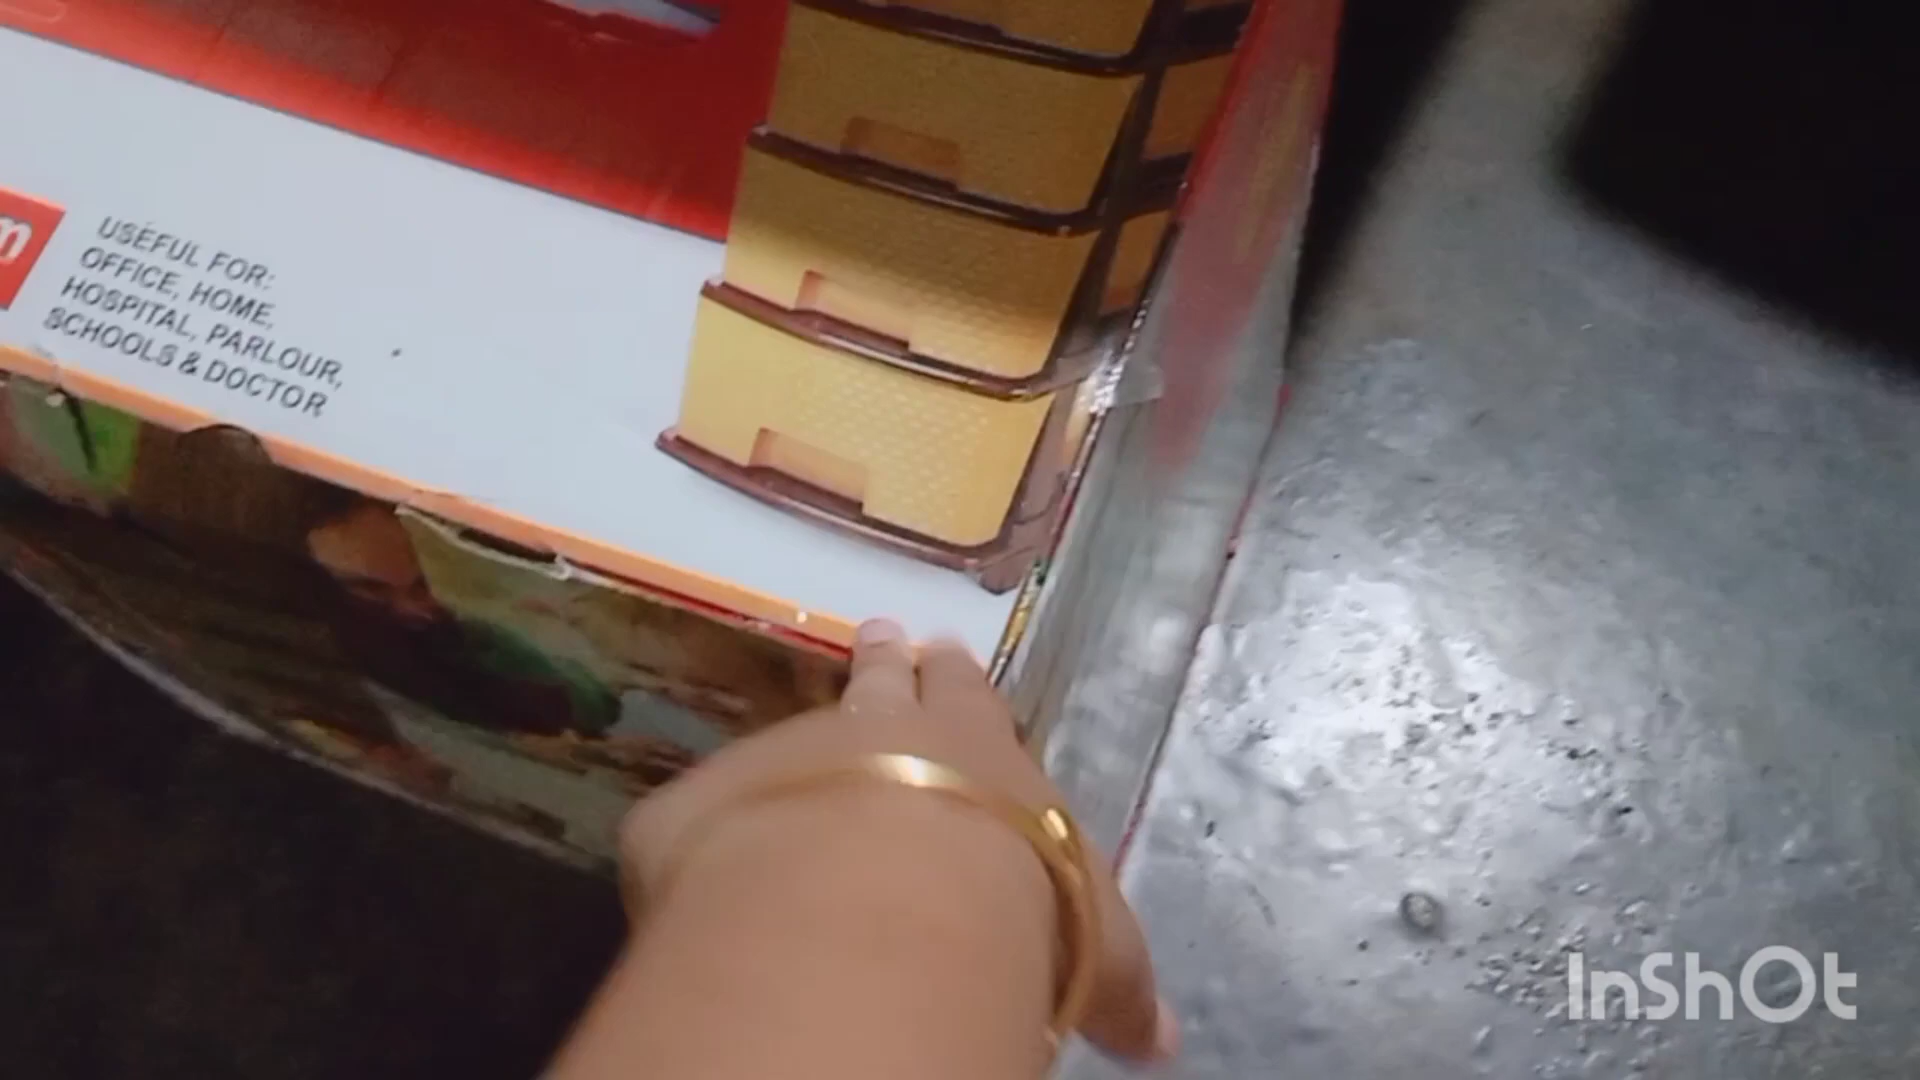 USEFUL FOR:
OFFICE, HOME,
HOSPITAL, PARLOUR,
SCHOOLS & DOCTOR
InShOt